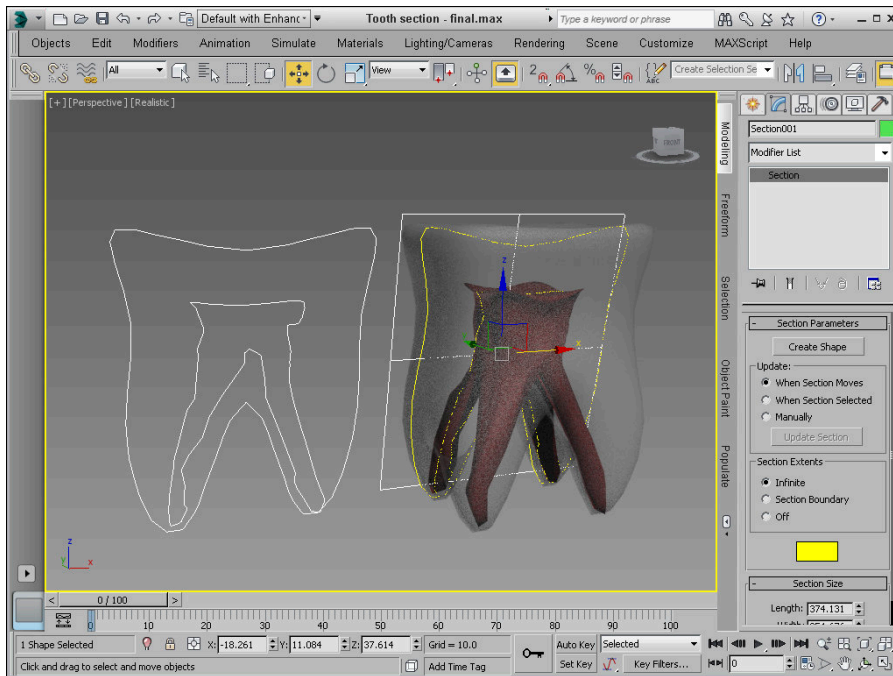 Default with Enhanc
Tooth section - final.max
Type a keyword or phrase
Objects Edit Modifiers Animation Simulate Materials Lighting/Cameras Rendering Scene Customize MAXScript Help
All
View
2
%
ABC
Create Selection Se
[+] [Perspective] [Realistic]
FRONT
z
x
z
y
x
Modeling
Freeform
Selection
Object Paint
Populate
Section001
Modifier List
Section
- Section Parameters
Create Shape
Update:
When Section Moves
When Section Selected
Manually
Update Section
Section Extents
Infinite
Section Boundary
Off
- Section Size
Length: 374.131
< 0 / 100 >
0 10 20 30 40 50 60 70 80 90 100
1 Shape Selected
X: -18.261 Y: 11.084 Z: 37.614
Grid = 10.0
Auto Key Selected
Click and drag to select and move objects
Add Time Tag
Set Key Key Filters...
0